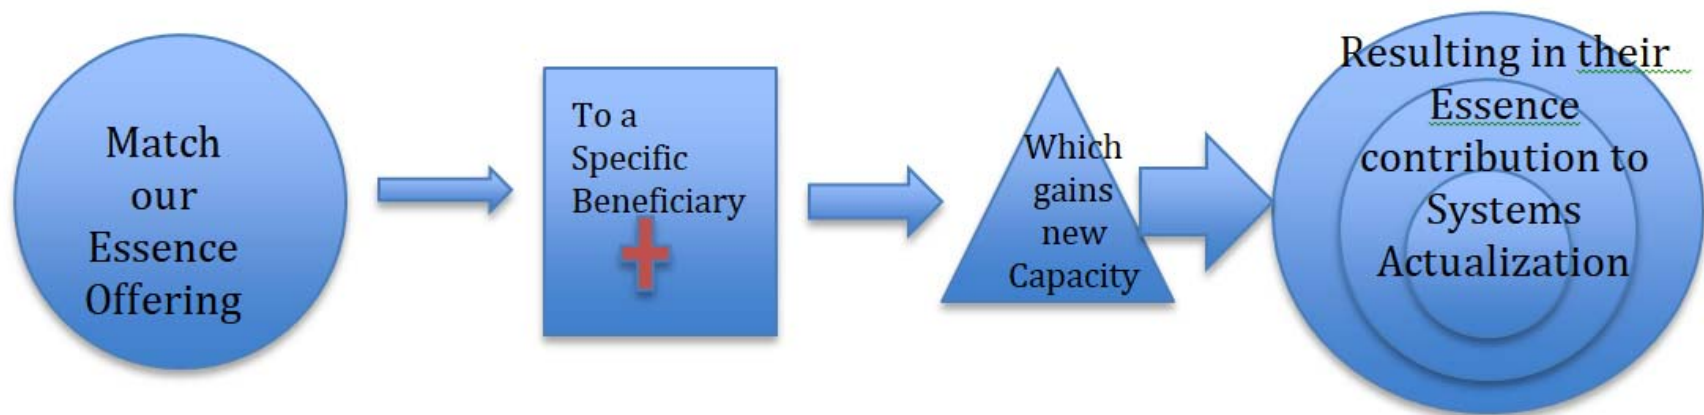 Match
our
Essence
Offering
To a
Specific
Beneficiary
Which
gains
new
Capacity
Resulting in their
Essence
contribution to
Systems
Actualization